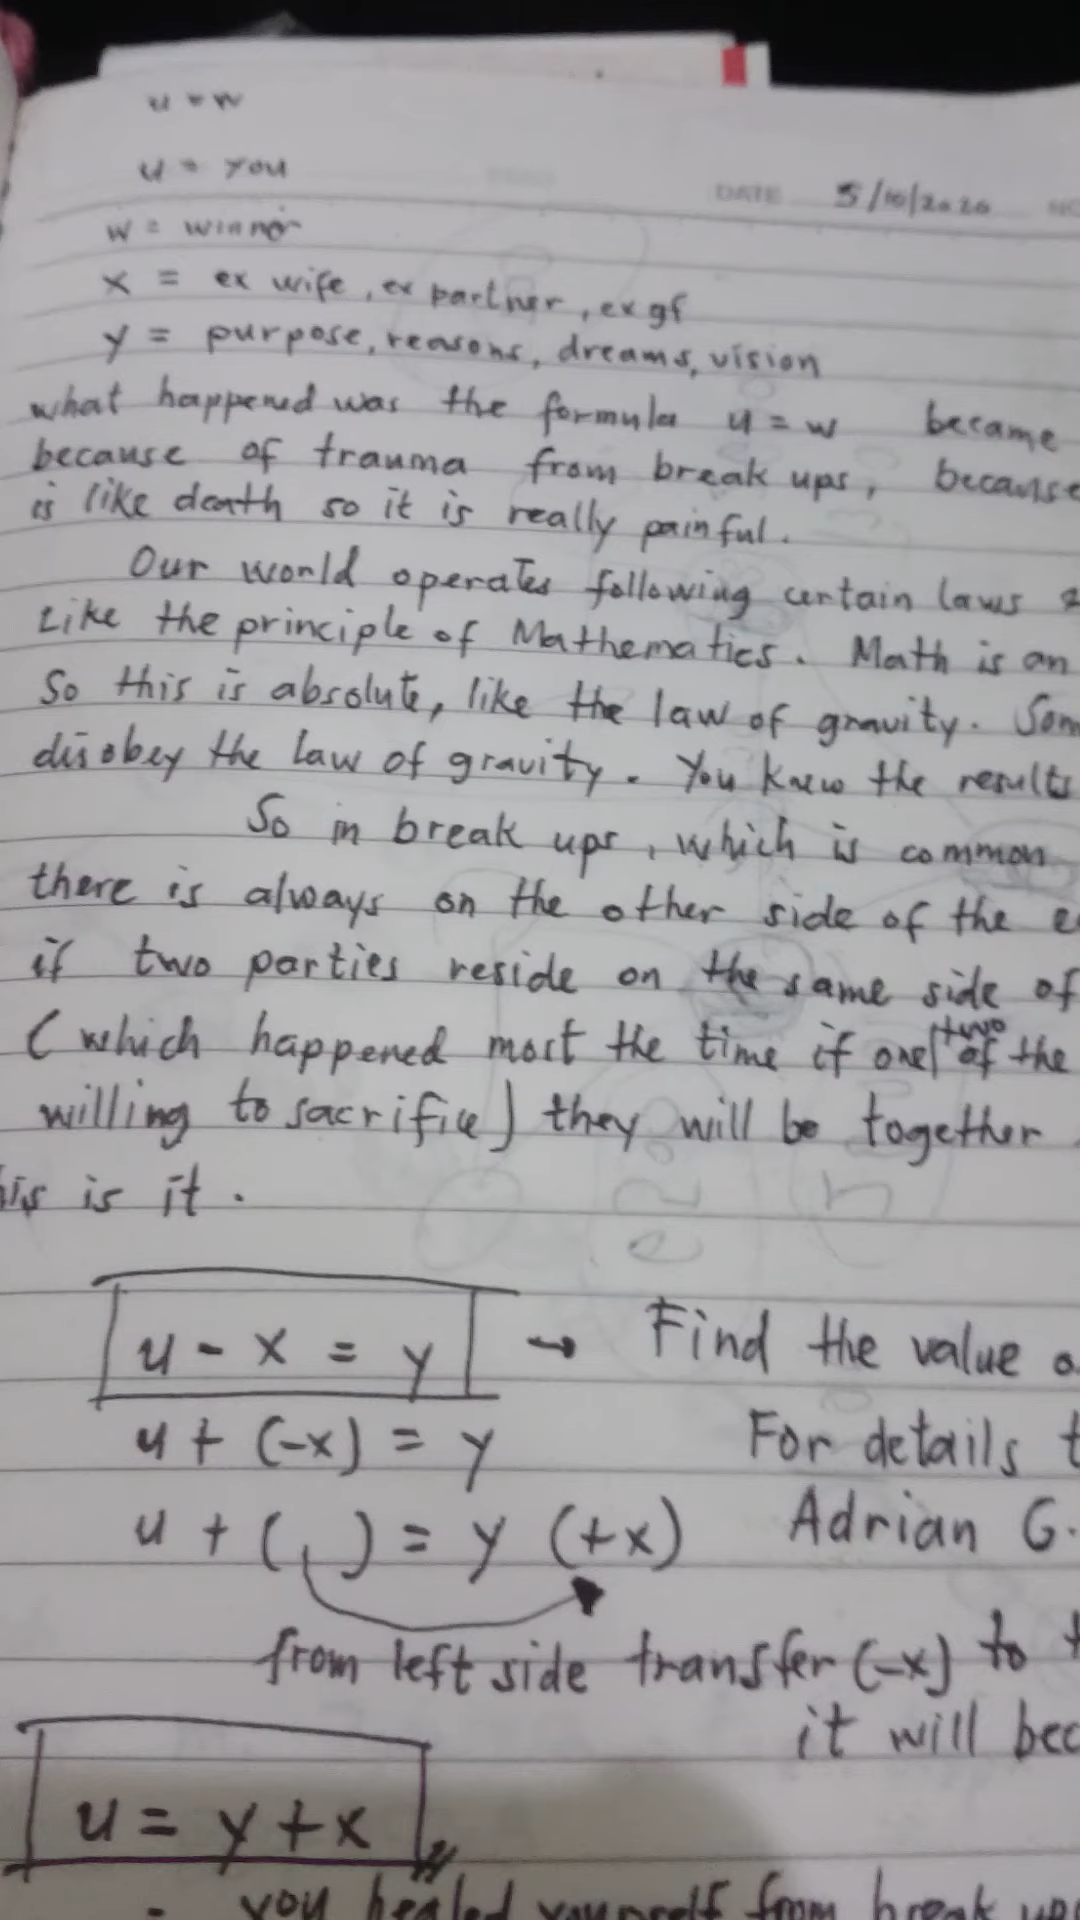 u = w
u = you
DATE 5/10/2020
w = winner
x = ex wife, ex partner, ex gf
y = purpose, reasons, dreams, vision
what happened was the formula u = w became
because of trauma from break ups, because
is like death so it is really painful.
Our world operates following certain laws
Like the principle of Mathematics. Math is an
So this is absolute, like the law of gravity. Som
disobey the law of gravity. You know the results
So in break ups, which is common
there is always on the other side of the e
if two parties reside on the same side of
(which happened most the time if one/two of the
willing to sacrifice) they will be together
his is it.
u - x = y → Find the value o
u + (-x) = y For details t
u + ( ) = y (+x) Adrian G.
from left side transfer (-x) to t
it will bec
u = y + x
- you healed yourself from break ups